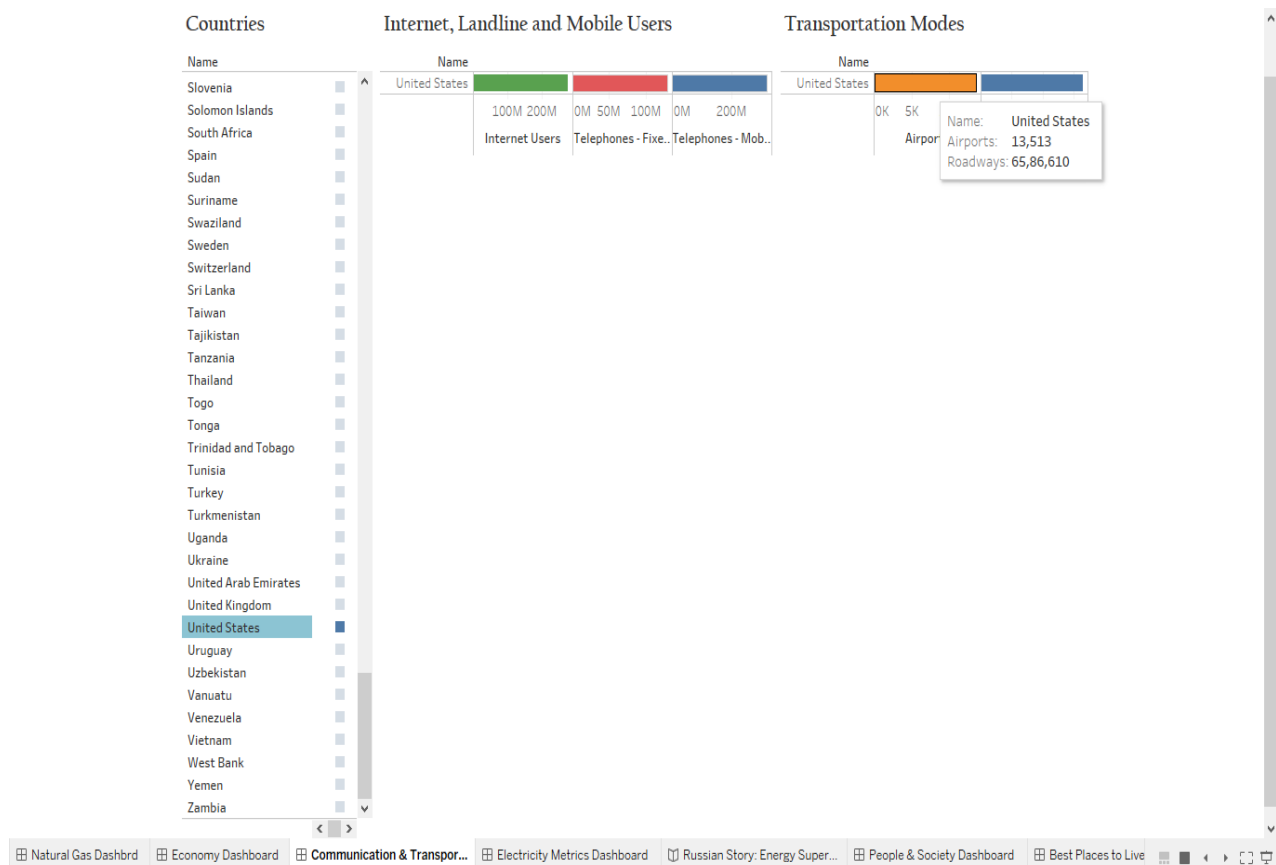 Countries
Internet, Landline and Mobile Users
Transportation Modes
Name
Name
Name
Slovenia
Solomon Islands
South Africa
Spain
Sudan
Suriname
Swaziland
Sweden
Switzerland
Sri Lanka
Taiwan
Tajikistan
Tanzania
Thailand
Togo
Tonga
Trinidad and Tobago
Tunisia
Turkey
Turkmenistan
Uganda
Ukraine
United Arab Emirates
United Kingdom
United States
Uruguay
Uzbekistan
Vanuatu
Venezuela
Vietnam
West Bank
Yemen
Zambia
United States
100M 200M 0M 50M 100M 0M 200M
Internet Users Telephones - Fixe.. Telephones - Mob..
United States
0K 5K
Airpor
Name: United States
Airports: 13,513
Roadways: 65,86,610
Natural Gas Dashbrd Economy Dashboard Communication & Transpor... Electricity Metrics Dashboard Russian Story: Energy Super... People & Society Dashboard Best Places to Live